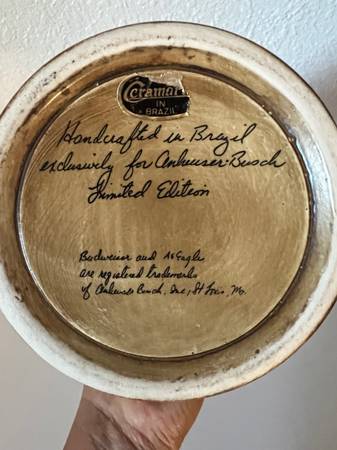 Ceramarte
IN
BRAZIL
Handcrafted in Brazil
exclusively for Anheuser-Busch
Limited Edition
Budweiser and A&Eagle
are registered trademarks
of Anheuser Busch, Inc., St Louis, Mo.